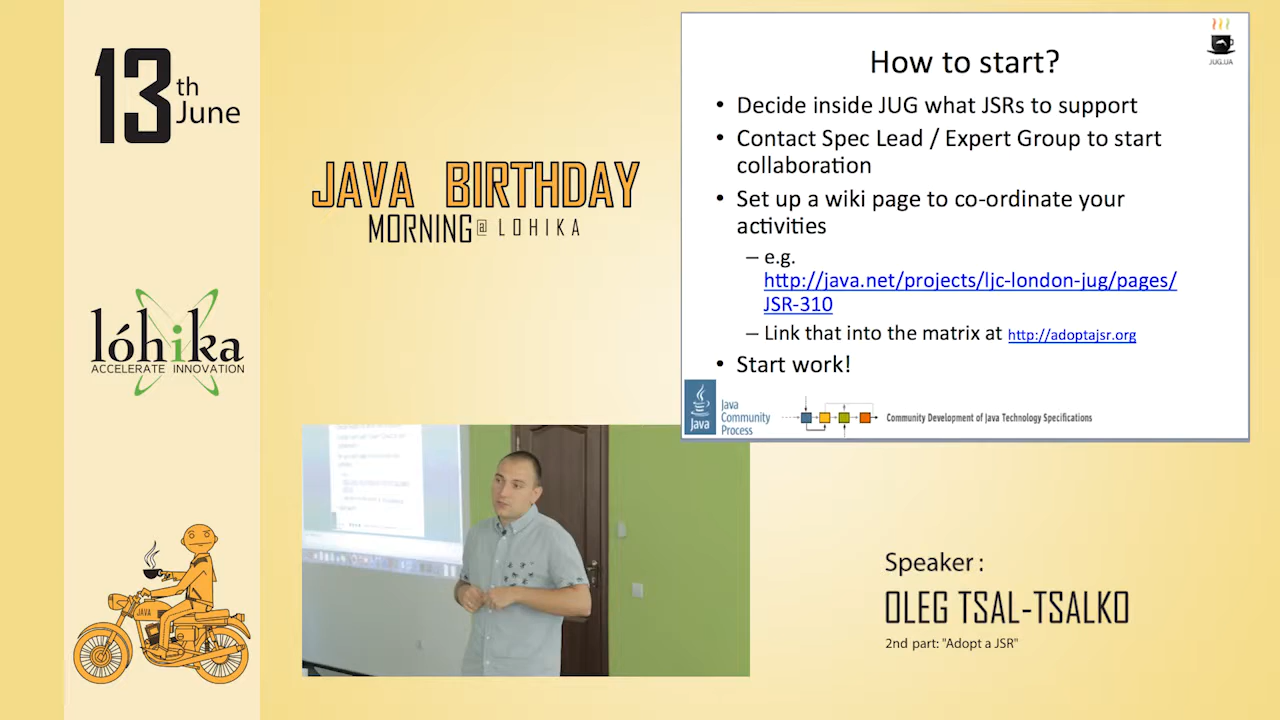 13th June
JAVA BIRTHDAY
MORNING @ LOHIKA
lóhika
ACCELERATE INNOVATION
JAVA
JUG.UA
How to start?
• Decide inside JUG what JSRs to support
• Contact Spec Lead / Expert Group to start
collaboration
• Set up a wiki page to co-ordinate your
activities
– e.g.
http://java.net/projects/ljc-london-jug/pages/
JSR-310
– Link that into the matrix at http://adoptajsr.org
• Start work!
Java
Java
Community
Process
Community Development of Java Technology Specifications
Speaker :
OLEG TSAL-TSALKO
2nd part: "Adopt a JSR"